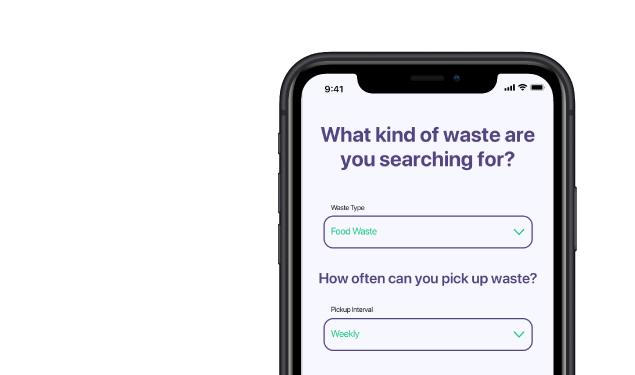 9:41
What kind of waste are
you searching for?
Waste Type
Food Waste
How often can you pick up waste?
Pickup Interval
Weekly